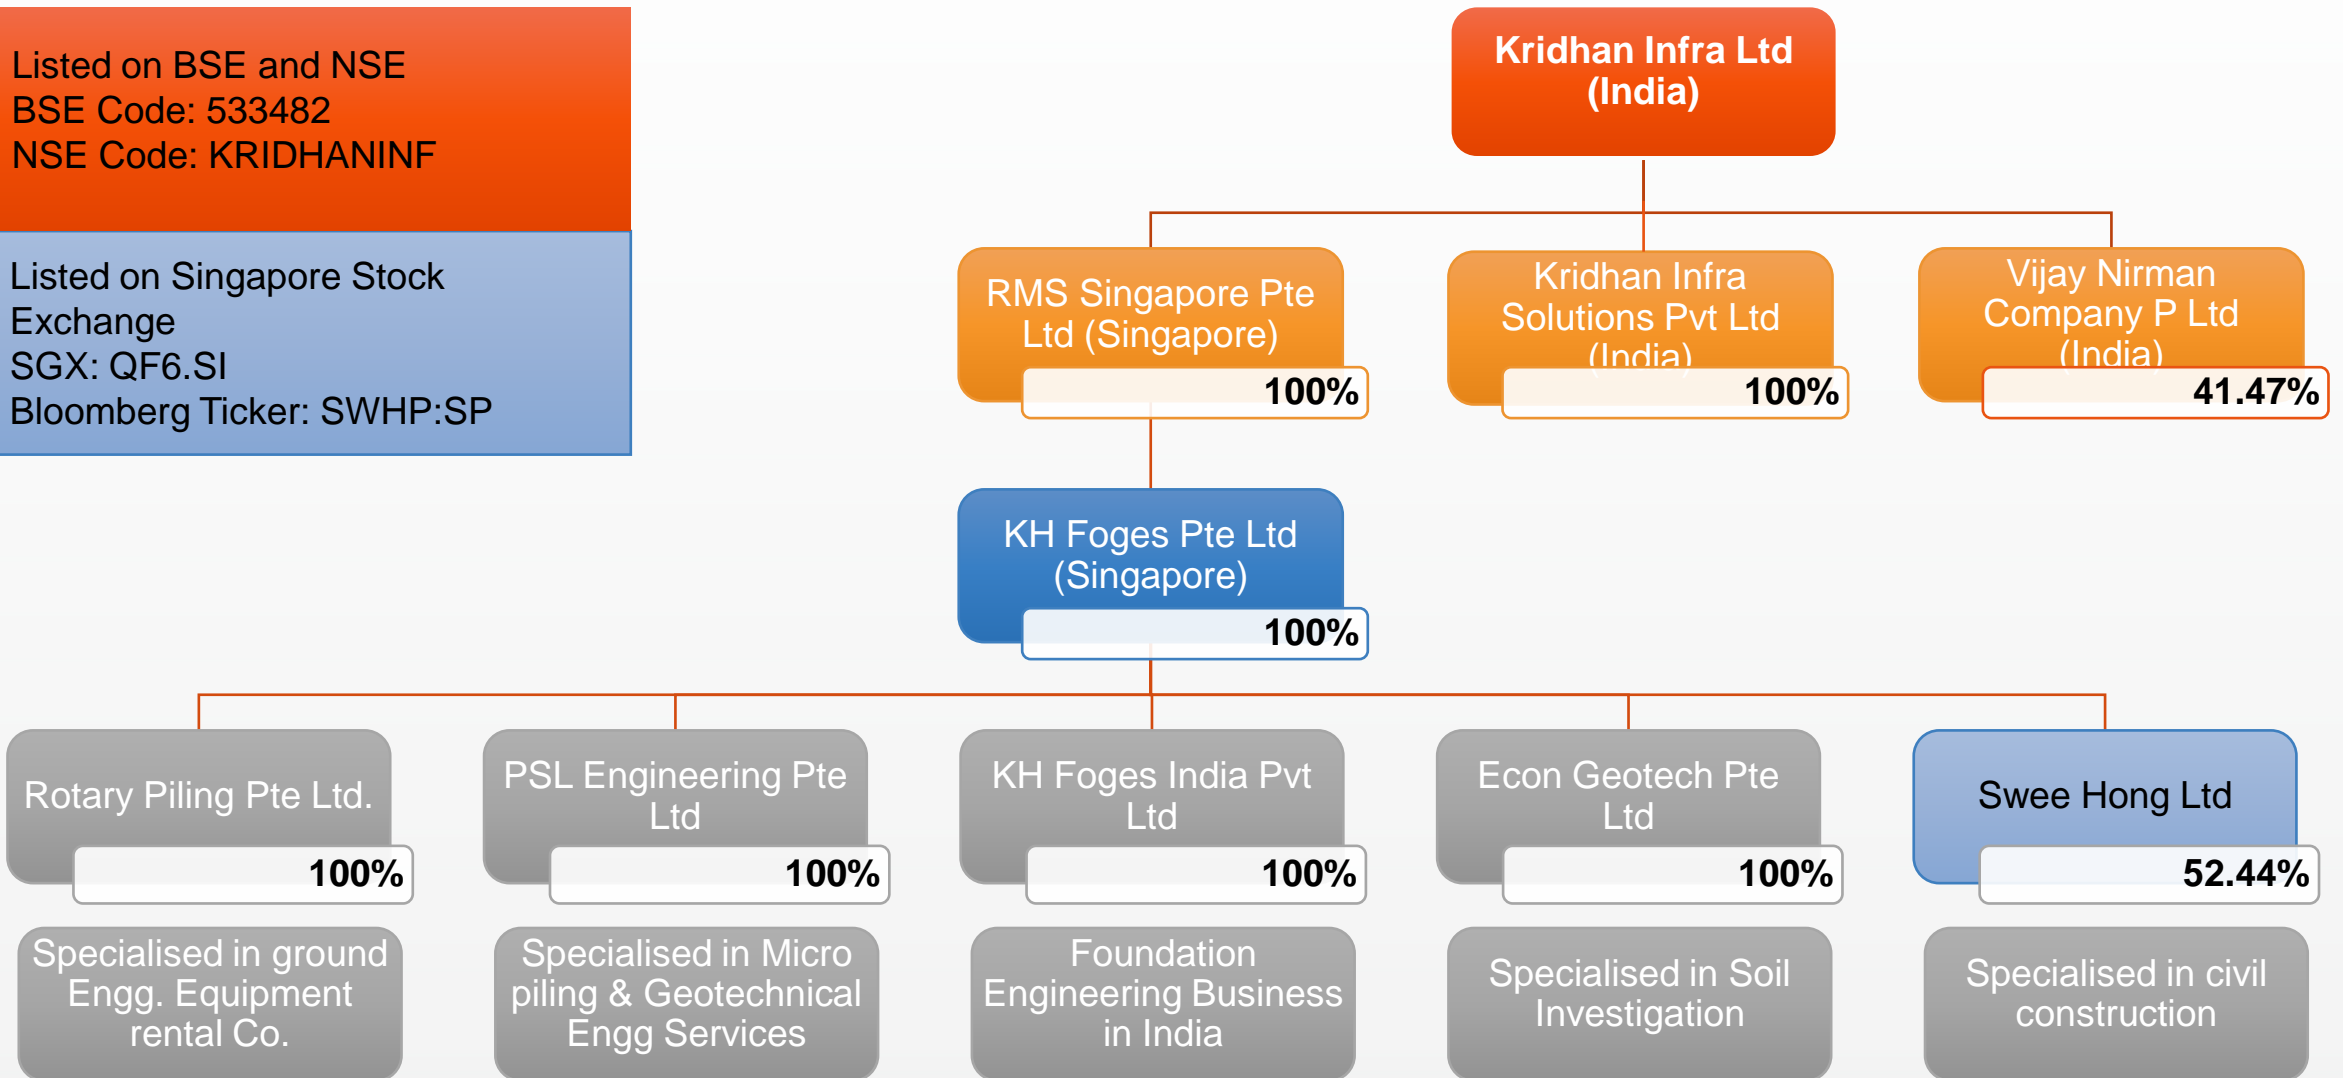 Listed on BSE and NSE
BSE Code: 533482
NSE Code: KRIDHANINF
Listed on Singapore Stock
Exchange
SGX: QF6.SI
Bloomberg Ticker: SWHP:SP
Kridhan Infra Ltd
(India)
RMS Singapore Pte
Ltd (Singapore)
100%
Kridhan Infra
Solutions Pvt Ltd
(India)
100%
Vijay Nirman
Company P Ltd
(India)
41.47%
KH Foges Pte Ltd
(Singapore)
100%
Rotary Piling Pte Ltd.
100%
PSL Engineering Pte
Ltd
100%
KH Foges India Pvt
Ltd
100%
Econ Geotech Pte
Ltd
100%
Swee Hong Ltd
52.44%
Specialised in ground
Engg. Equipment
rental Co.
Specialised in Micro
piling & Geotechnical
Engg Services
Foundation
Engineering Business
in India
Specialised in Soil
Investigation
Specialised in civil
construction